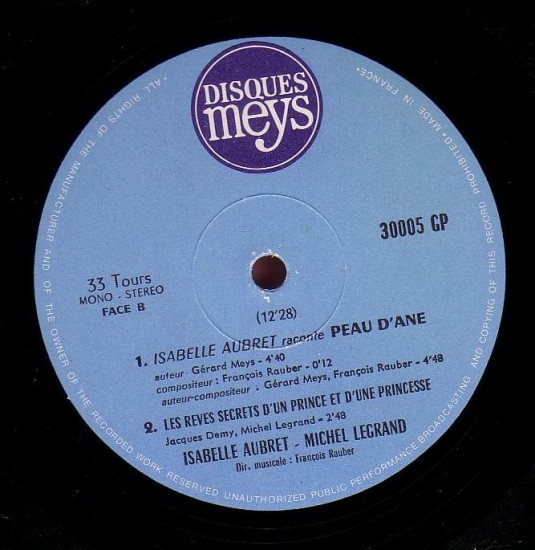 DISQUES
meys
• ALL RIGHTS OF THE MANUFACTURER AND OF THE OWNER OF THE RECORDED WORK RESERVED UNAUTHORIZED PUBLIC PERFORMANCE BROADCASTING AND COPYING OF THIS RECORD PROHIBITED • MADE IN FRANCE •
30005 GP
33 Tours
MONO - STEREO
FACE B
(12'28)
1. ISABELLE AUBRET raconte PEAU D'ANE
auteur Gérard Meys - 4'40
compositeur : François Rauber - 0'12
auteur-compositeur : Gérard Meys, François Rauber - 4'48
2. LES REVES SECRETS D'UN PRINCE ET D'UNE PRINCESSE
Jacques Demy, Michel Legrand - 2'48
ISABELLE AUBRET - MICHEL LEGRAND
Dir. musicale : François Rauber